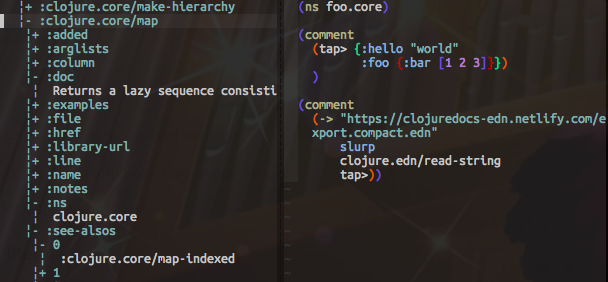 ¦+ :clojure.core/make-hierarchy
¦- :clojure.core/map
¦+ :added
¦+ :arglists
¦+ :column
¦- :doc
¦ Returns a lazy sequence consisti
¦+ :examples
¦+ :file
¦+ :href
¦+ :library-url
¦+ :line
¦+ :name
¦+ :notes
¦- :ns
¦ clojure.core
¦- :see-alsos
¦- 0
¦ :clojure.core/map-indexed
¦+ 1
(ns foo.core)
(comment
(tap> {:hello "world"
:foo {:bar [1 2 3]}})
)
(comment
(-> "https://clojuredocs-edn.netlify.com/e
xport.compact.edn"
slurp
clojure.edn/read-string
tap>))